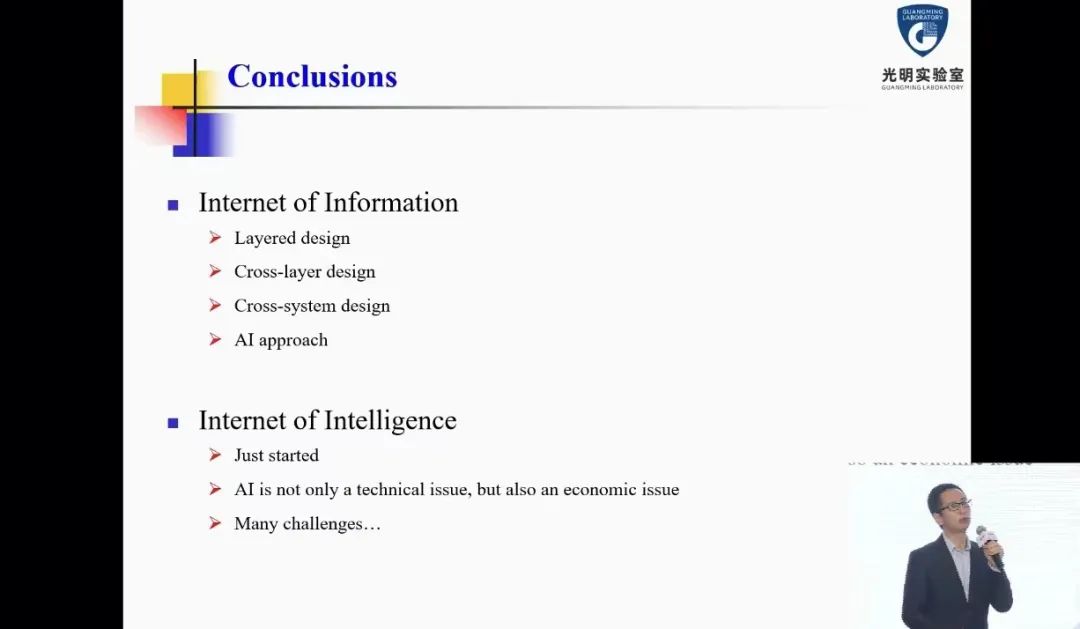 GUANGMING
LABORATORY
光明实验室
GUANGMING LABORATORY
Conclusions
Internet of Information
Layered design
Cross-layer design
Cross-system design
AI approach
Internet of Intelligence
Just started
AI is not only a technical issue, but also an economic issue
Many challenges…